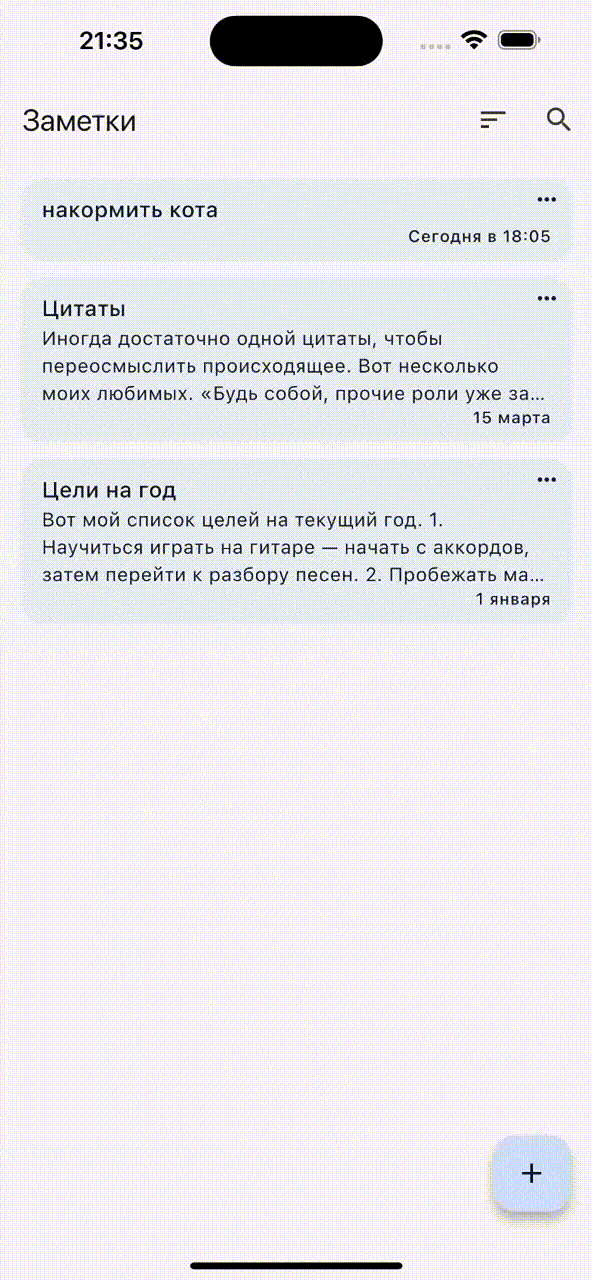 21:35
Заметки
накормить кота
Сегодня в 18:05
Цитаты
Иногда достаточно одной цитаты, чтобы
переосмыслить происходящее. Вот несколько
моих любимых. «Будь собой, прочие роли уже за...
15 марта
Цели на год
Вот мой список целей на текущий год. 1.
Научиться играть на гитаре — начать с аккордов,
затем перейти к разбору песен. 2. Пробежать ма...
1 января